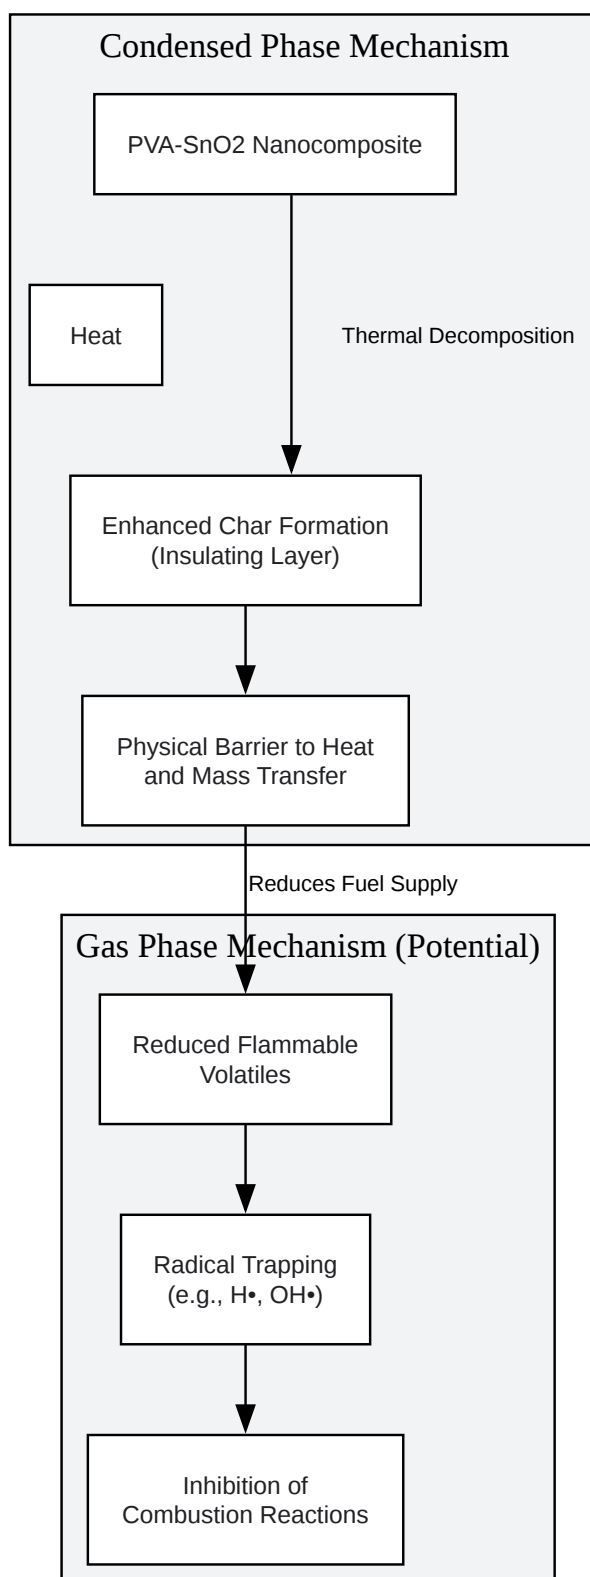 Condensed Phase Mechanism
PVA-SnO2 Nanocomposite
Heat
Thermal Decomposition
Enhanced Char Formation
(Insulating Layer)
Physical Barrier to Heat
and Mass Transfer
Reduces Fuel Supply
Gas Phase Mechanism (Potential)
Reduced Flammable
Volatiles
Radical Trapping
(e.g., H•, OH•)
Inhibition of
Combustion Reactions